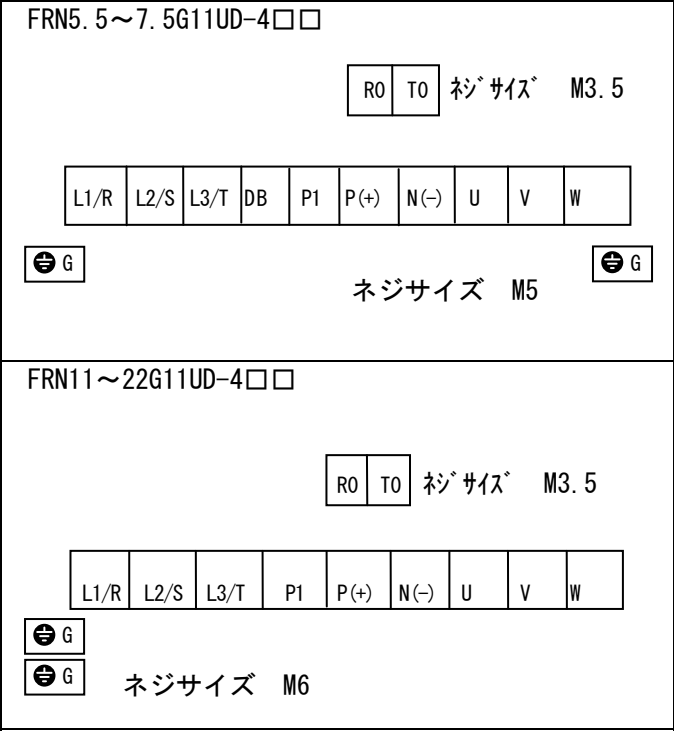 FRN5.5～7.5G11UD-4□□
R0 T0 ﾈｼﾞｻｲｽﾞ M3.5
L1/R L2/S L3/T DB P1 P(+) N(-) U V W
G G
ネジサイズ M5
FRN11～22G11UD-4□□
R0 T0 ﾈｼﾞｻｲｽﾞ M3.5
L1/R L2/S L3/T P1 P(+) N(-) U V W
G
G
ネジサイズ M6